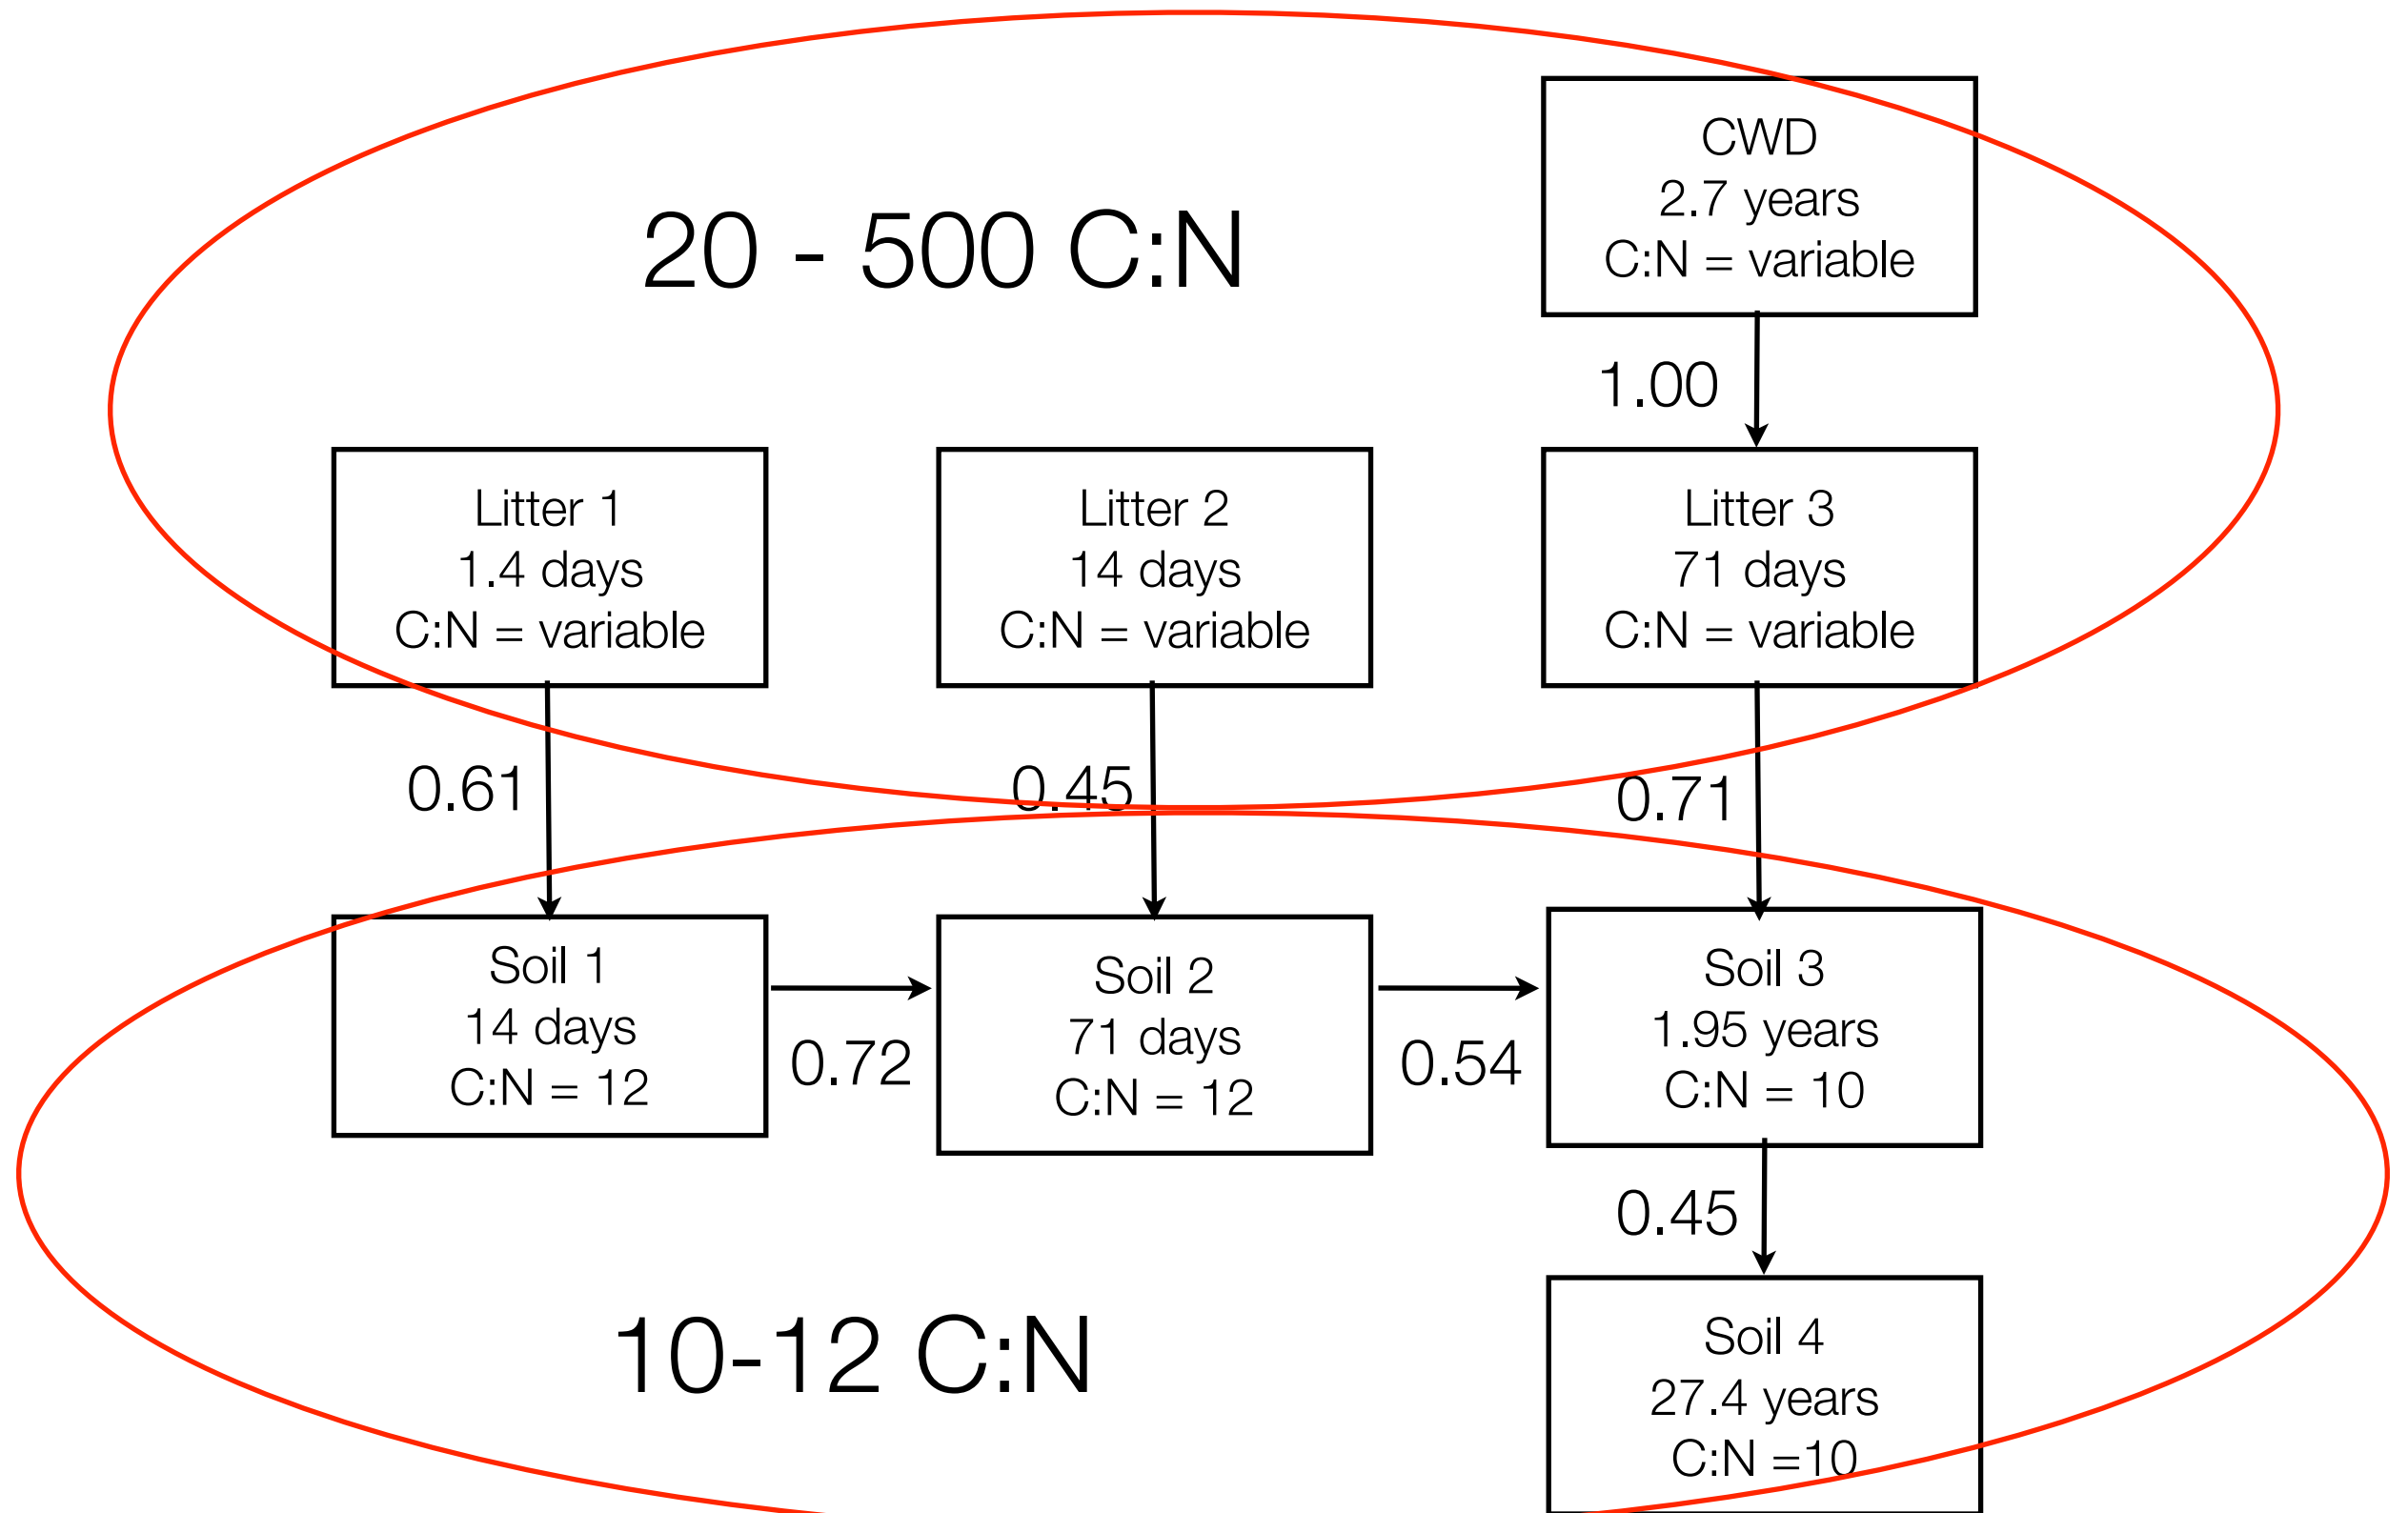 CWD
2.7 years
C:N = variable
20 - 500 C:N
1.00
Litter 1
1.4 days
C:N = variable
Litter 2
14 days
C:N = variable
Litter 3
71 days
C:N = variable
0.61
0.45
0.71
Soil 1
14 days
C:N = 12
0.72
Soil 2
71 days
C:N = 12
0.54
Soil 3
1.95 years
C:N = 10
0.45
10-12 C:N
Soil 4
27.4 years
C:N =10